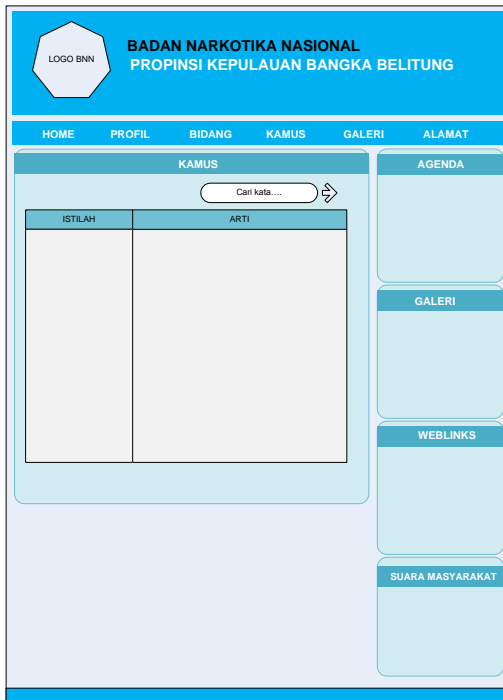 LOGO BNN
BADAN NARKOTIKA NASIONAL
PROPINSI KEPULAUAN BANGKA BELITUNG
HOME PROFIL BIDANG KAMUS GALERI ALAMAT
KAMUS
Cari kata....
ISTILAH ARTI
AGENDA
GALERI
WEBLINKS
SUARA MASYARAKAT